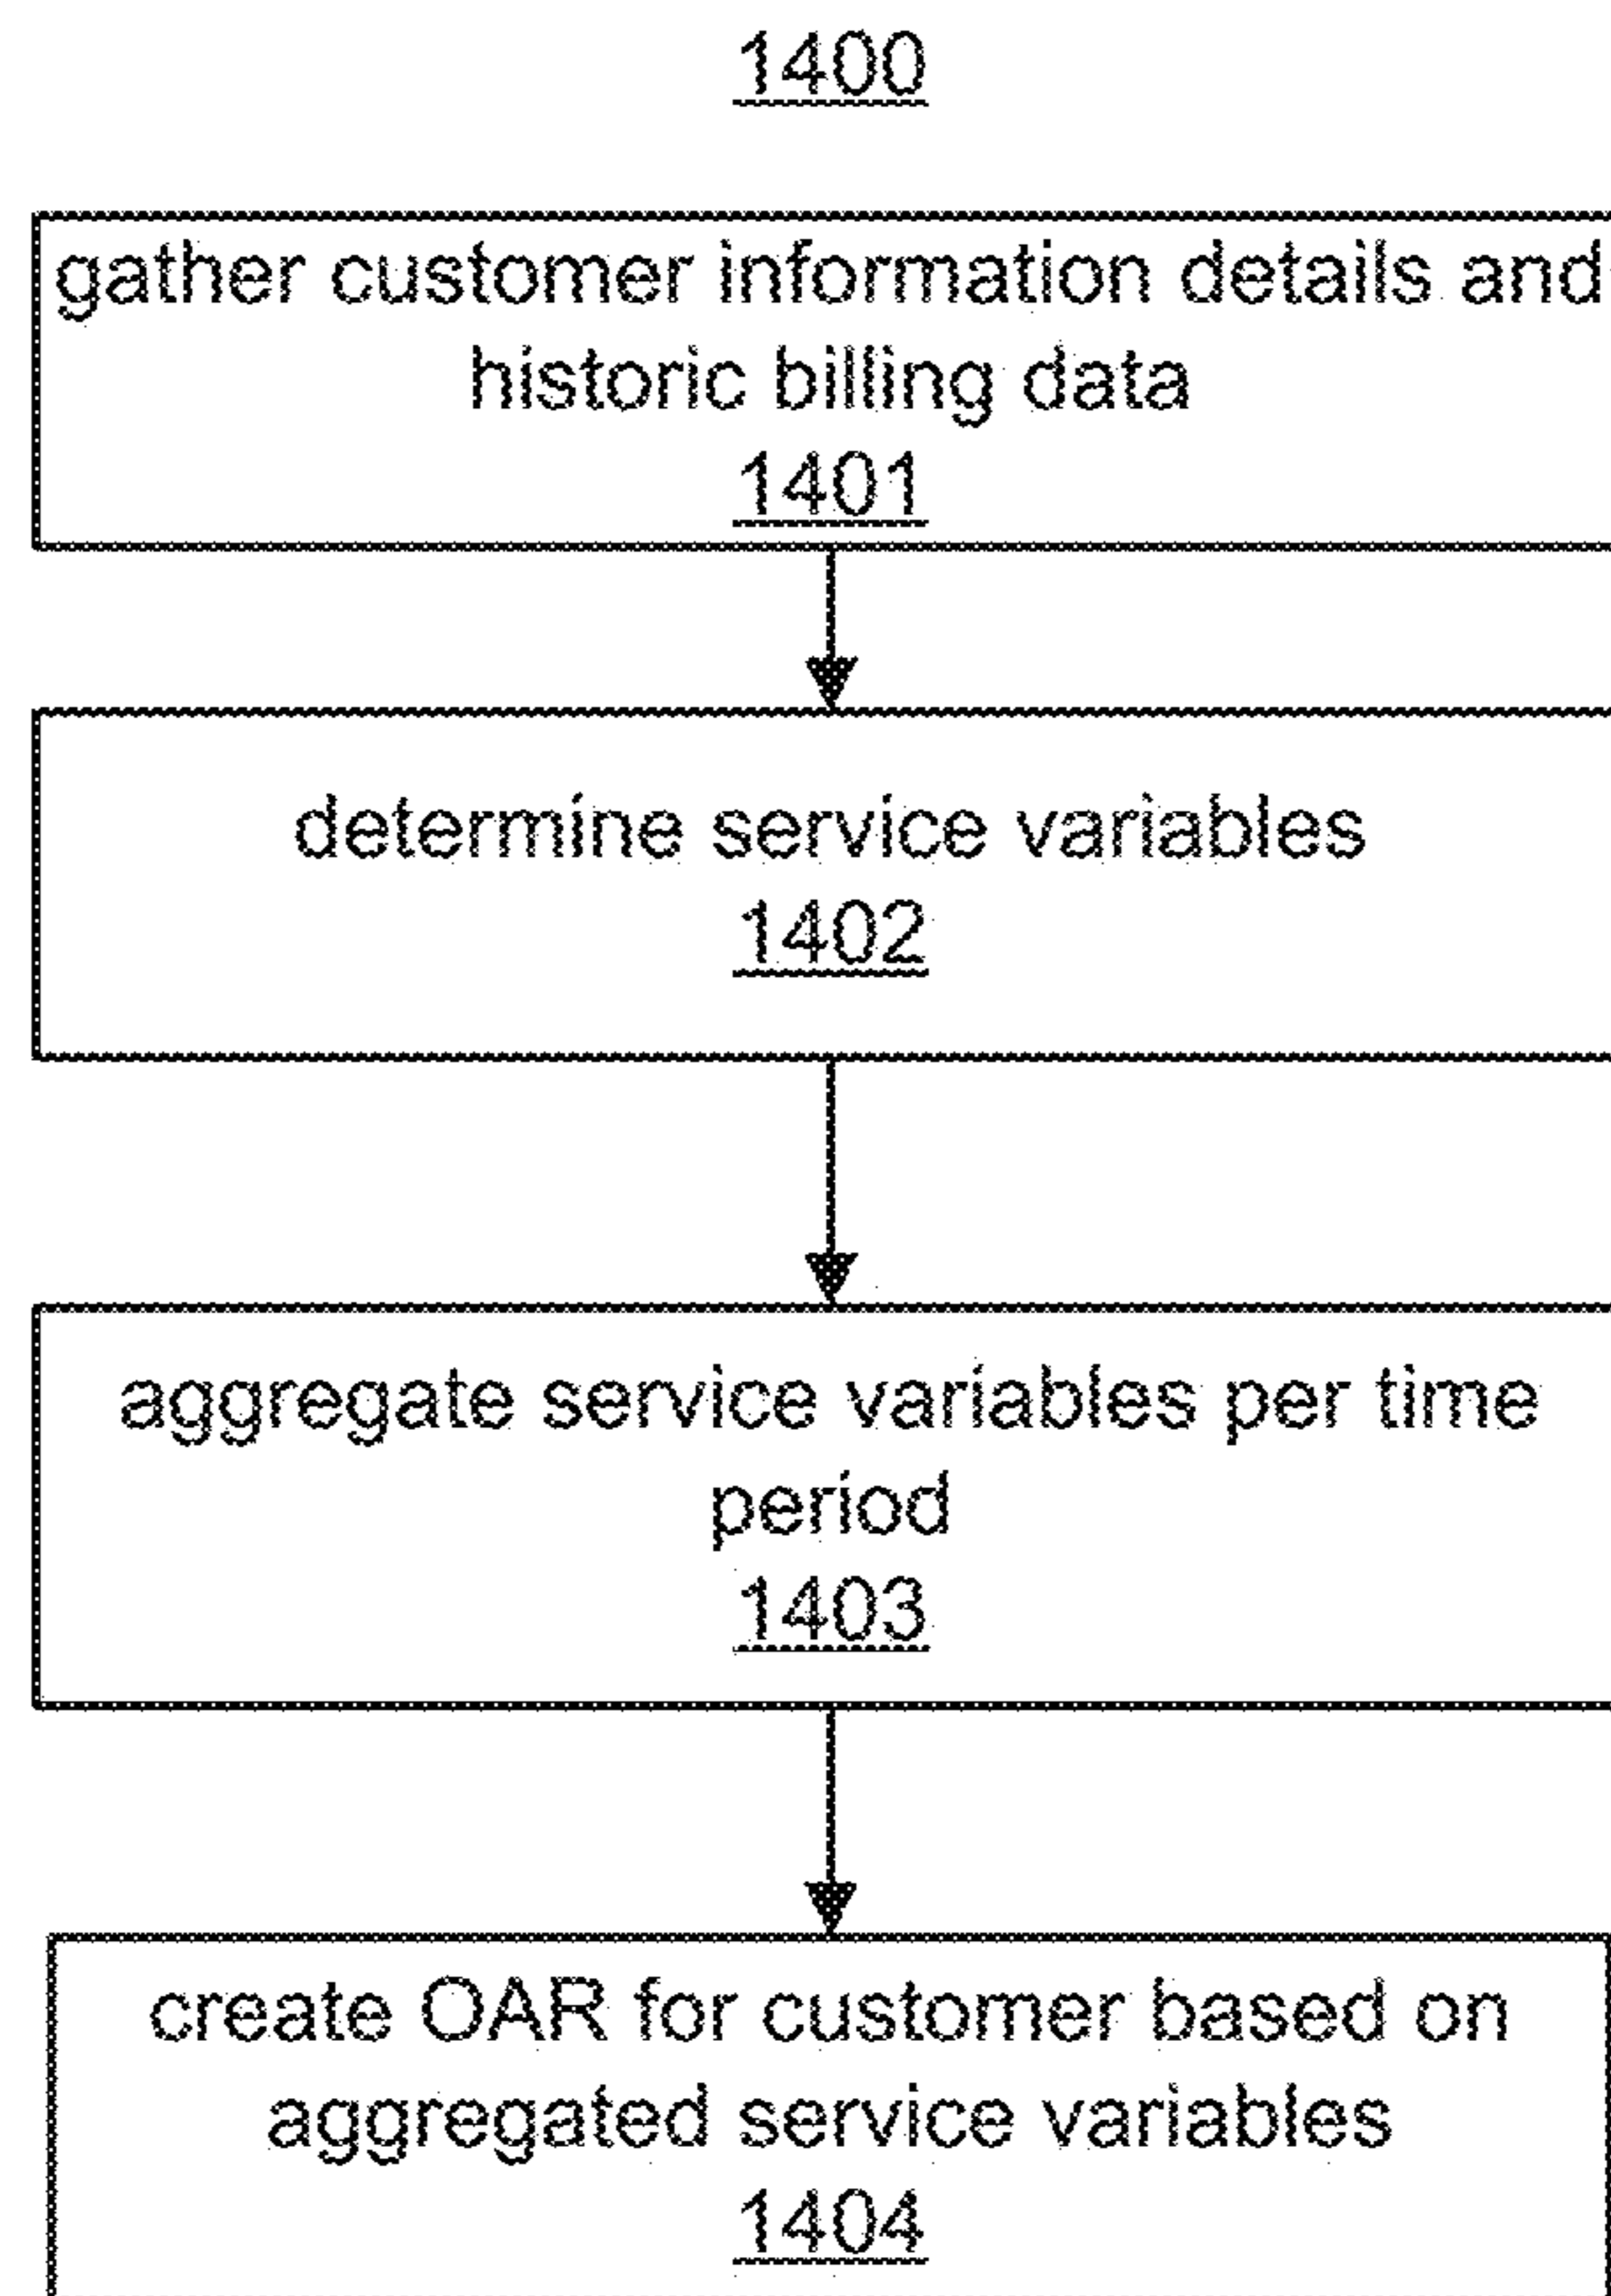 1400
gather customer information details and
historic billing data
1401
determine service variables
1402
aggregate service variables per time
period
1403
create OAR for customer based on
aggregated service variables
1404